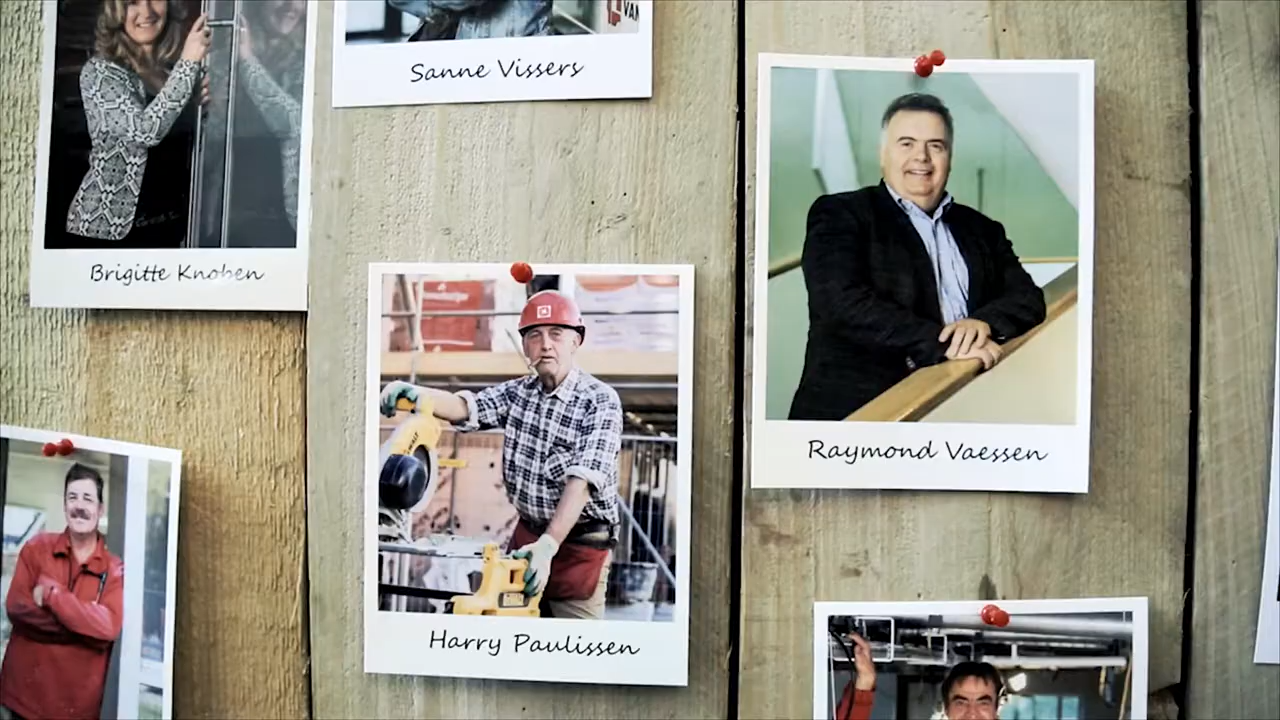 Sanne Vissers
Brigitte Knoben
Raymond Vaessen
Harry Paulissen